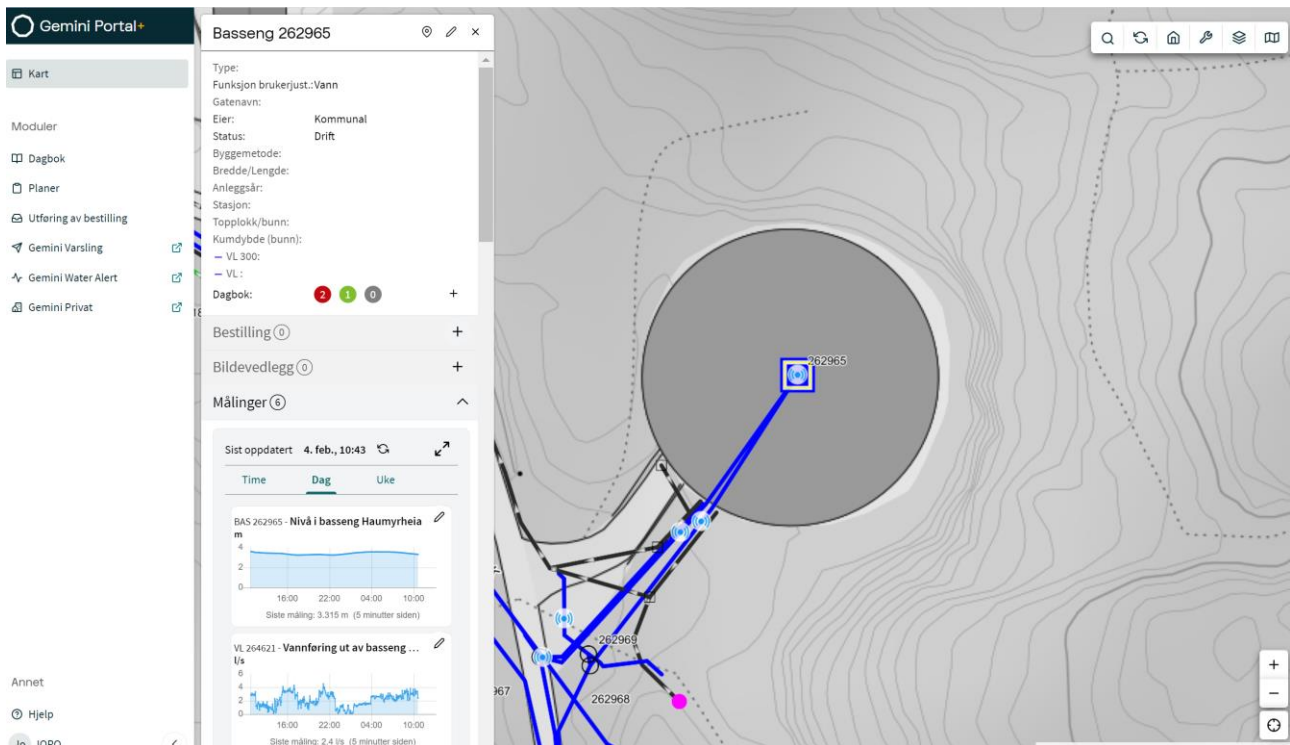 Gemini Portal+
Kart
Moduler
Dagbok
Planer
Utføring av bestilling
Gemini Varsling
Gemini Water Alert
Gemini Privat
Annet
Hjelp
Jo JORO
Basseng 262965
Type:
Funksjon brukerjust.: Vann
Gatenavn:
Eier: Kommunal
Status: Drift
Byggemetode:
Bredde/Lengde:
Anleggsår:
Stasjon:
Topplokk/bunn:
Kumdybde (bunn):
VL 300:
VL :
Dagbok: 2 1 0 +
Bestilling 0 +
Bildevedlegg 0 +
Målinger 6
Sist oppdatert 4. feb., 10:43
Time Dag Uke
BAS 262965 - Nivå i basseng Haumyrheia
m
4
2
0
16:00 22:00 04:00 10:00
Siste måling: 3.315 m (5 minutter siden)
VL 264621 - Vannføring ut av basseng ...
l/s
6
4
2
0
16:00 22:00 04:00 10:00
Siste måling: 2.4 l/s (5 minutter siden)
262965
262969
262968
967
+
−